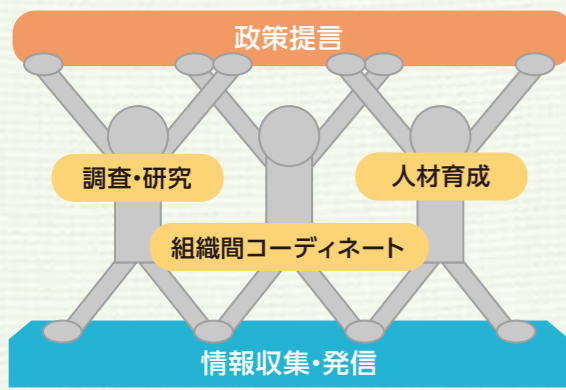 政策提言
調査・研究
人材育成
組織間コーディネート
情報収集・発信